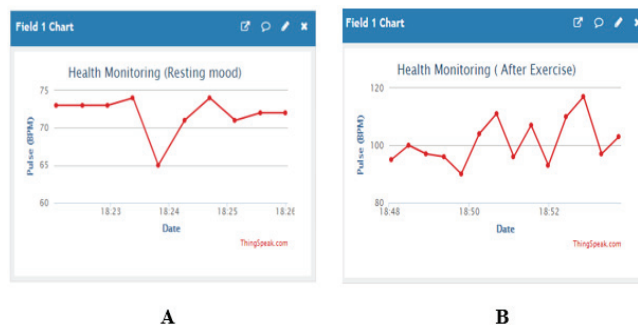 Field 1 Chart
Health Monitoring (Resting mood)
Pulse (BPM)
75
70
65
60
18:23
18:24
18:25
18:26
Date
ThingSpeak.com
A
Field 1 Chart
Health Monitoring ( After Exercise)
Pulse (BPM)
120
100
80
18:48
18:50
18:52
Date
ThingSpeak.com
B